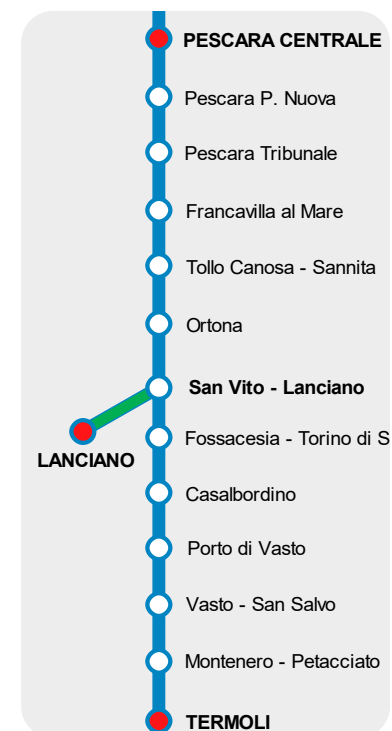 PESCARA CENTRALE
Pescara P. Nuova
Pescara Tribunale
Francavilla al Mare
Tollo Canosa - Sannita
Ortona
San Vito - Lanciano
Fossacesia - Torino di S
LANCIANO
Casalbordino
Porto di Vasto
Vasto - San Salvo
Montenero - Petacciato
TERMOLI